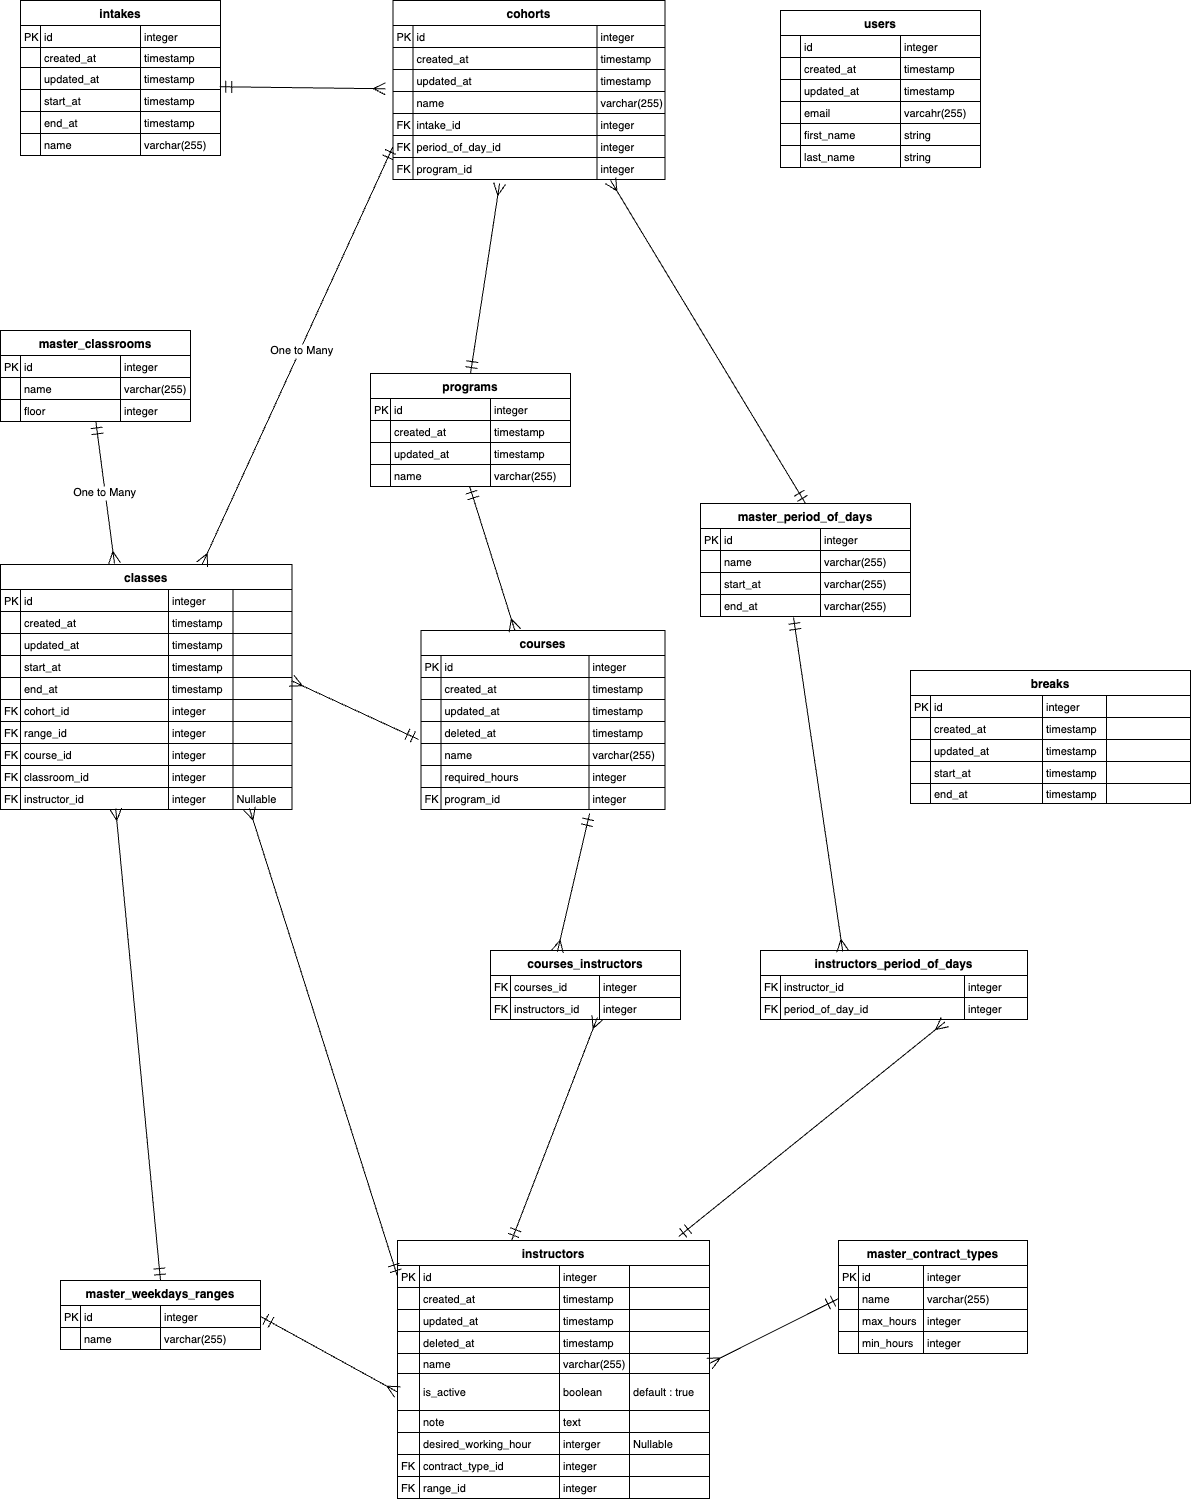 intakes
PK id integer
created_at timestamp
updated_at timestamp
start_at timestamp
end_at timestamp
name varchar(255)
cohorts
PK id integer
created_at timestamp
updated_at timestamp
name varchar(255)
FK intake_id integer
FK period_of_day_id integer
FK program_id integer
users
id integer
created_at timestamp
updated_at timestamp
email varcahr(255)
first_name string
last_name string
master_classrooms
PK id integer
name varchar(255)
floor integer
One to Many
One to Many
programs
PK id integer
created_at timestamp
updated_at timestamp
name varchar(255)
master_period_of_days
PK id integer
name varchar(255)
start_at varchar(255)
end_at varchar(255)
classes
PK id integer
created_at timestamp
updated_at timestamp
start_at timestamp
end_at timestamp
FK cohort_id integer
FK range_id integer
FK course_id integer
FK classroom_id integer
FK instructor_id integer Nullable
courses
PK id integer
created_at timestamp
updated_at timestamp
deleted_at timestamp
name varchar(255)
required_hours integer
FK program_id integer
breaks
PK id integer
created_at timestamp
updated_at timestamp
start_at timestamp
end_at timestamp
courses_instructors
FK courses_id integer
FK instructors_id integer
instructors_period_of_days
FK instructor_id integer
FK period_of_day_id integer
master_weekdays_ranges
PK id integer
name varchar(255)
instructors
PK id integer
created_at timestamp
updated_at timestamp
deleted_at timestamp
name varchar(255)
is_active boolean default : true
note text
desired_working_hour interger Nullable
FK contract_type_id integer
FK range_id integer
master_contract_types
PK id integer
name varchar(255)
max_hours integer
min_hours integer